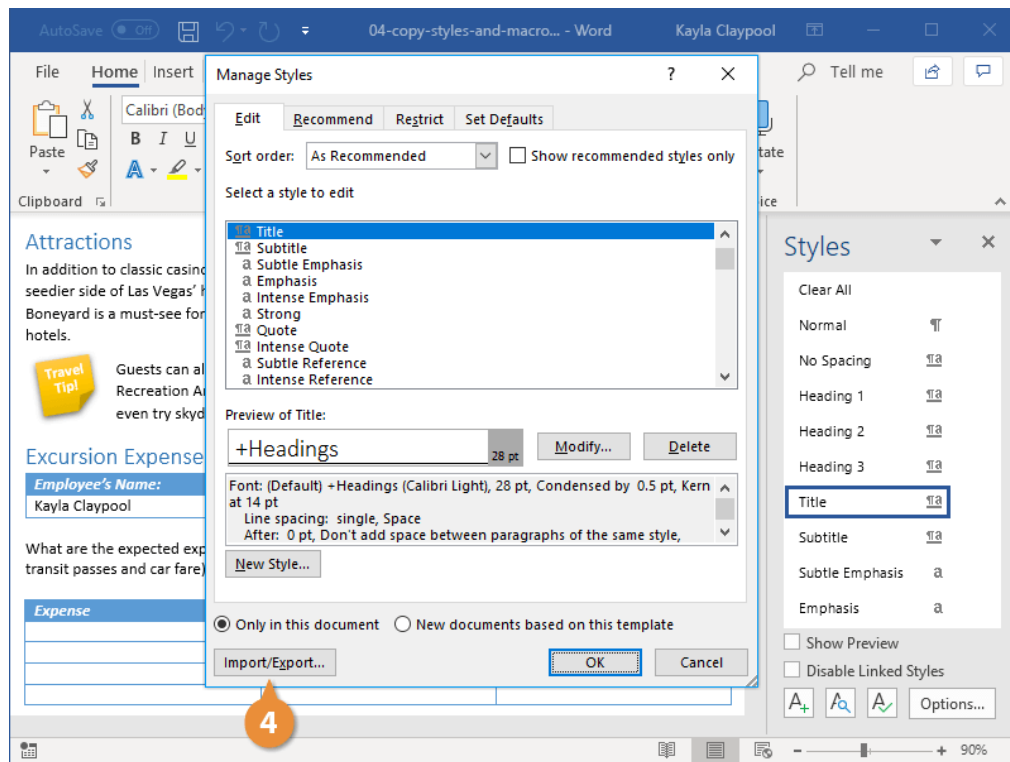 AutoSave Off 04-copy-styles-and-macro... - Word Kayla Claypool
File Home Insert Tell me
Manage Styles ? X
Edit Recommend Restrict Set Defaults
Sort order: As Recommended Show recommended styles only
Select a style to edit
¶a Title
¶a Subtitle
a Subtle Emphasis
a Emphasis
a Intense Emphasis
a Strong
¶a Quote
¶a Intense Quote
a Subtle Reference
a Intense Reference
Preview of Title:
+Headings 28 pt
Modify... Delete
Font: (Default) +Headings (Calibri Light), 28 pt, Condensed by 0.5 pt, Kern
at 14 pt
Line spacing: single, Space
After: 0 pt, Don't add space between paragraphs of the same style,
New Style...
Only in this document New documents based on this template
Import/Export... OK Cancel
4
Calibri (Bod
B I U
Paste
A
Clipboard
tate
ice
Attractions
In addition to classic casino
seedier side of Las Vegas' h
Boneyard is a must-see for
hotels.
Travel
Tip!
Guests can al
Recreation Ar
even try skyd
Excursion Expense
Employee's Name:
Kayla Claypool
What are the expected exp
transit passes and car fare)
Expense
Styles
Clear All
Normal ¶
No Spacing ¶a
Heading 1 ¶a
Heading 2 ¶a
Heading 3 ¶a
Title ¶a
Subtitle ¶a
Subtle Emphasis a
Emphasis a
Show Preview
Disable Linked Styles
Options...
90%